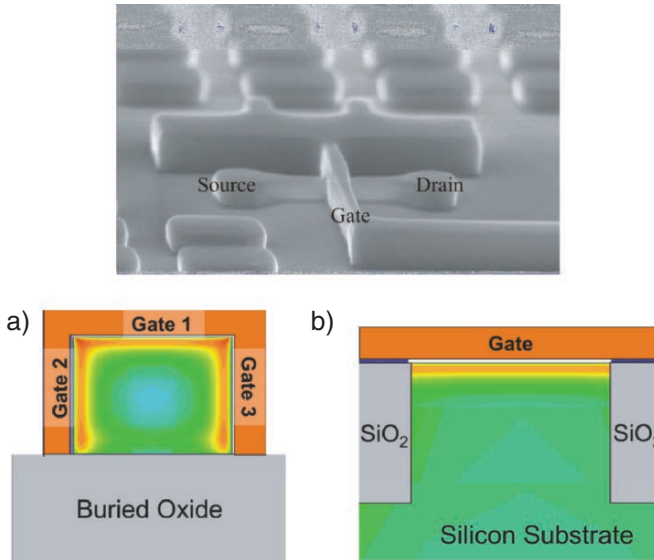 Source
Drain
Gate
a)
Gate 1
Gate 2
Gate 3
Buried Oxide
b)
Gate
SiO2
SiO2
Silicon Substrate